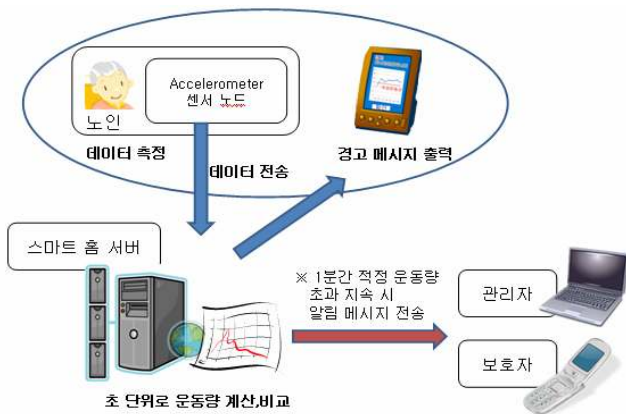 Accelerometer
센서 노드
노인
데이터 측정
데이터 전송
경고 메시지 출력
스마트 홈 서버
※ 1분간 적정 운동량
초과 지속 시
알림 메시지 전송
관리자
보호자
초 단위로 운동량 계산,비교